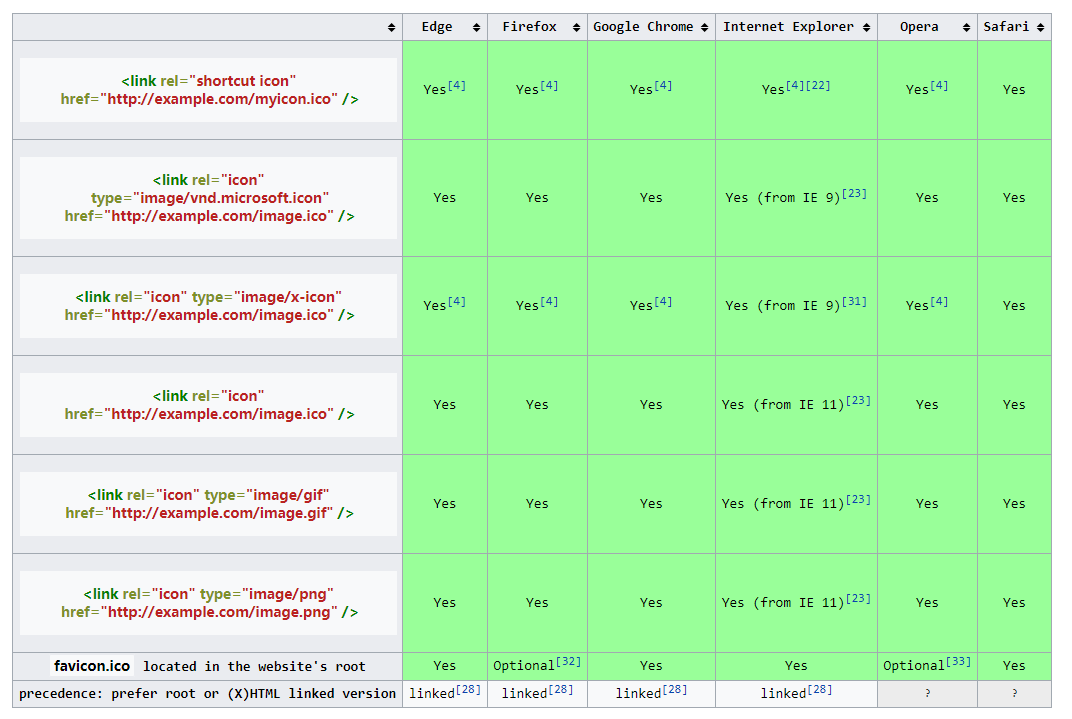 Edge Firefox Google Chrome Internet Explorer Opera Safari
<link rel="shortcut icon"
href="http://example.com/myicon.ico" />
Yes[4] Yes[4] Yes[4] Yes[4][22] Yes[4] Yes
<link rel="icon"
type="image/vnd.microsoft.icon"
href="http://example.com/image.ico" />
Yes Yes Yes Yes (from IE 9)[23] Yes Yes
<link rel="icon" type="image/x-icon"
href="http://example.com/image.ico" />
Yes[4] Yes[4] Yes[4] Yes (from IE 9)[31] Yes[4] Yes
<link rel="icon"
href="http://example.com/image.ico" />
Yes Yes Yes Yes (from IE 11)[23] Yes Yes
<link rel="icon" type="image/gif"
href="http://example.com/image.gif" />
Yes Yes Yes Yes (from IE 11)[23] Yes Yes
<link rel="icon" type="image/png"
href="http://example.com/image.png" />
Yes Yes Yes Yes (from IE 11)[23] Yes Yes
favicon.ico located in the website's root Yes Optional[32] Yes Yes Optional[33] Yes
precedence: prefer root or (X)HTML linked version linked[28] linked[28] linked[28] linked[28] ? ?